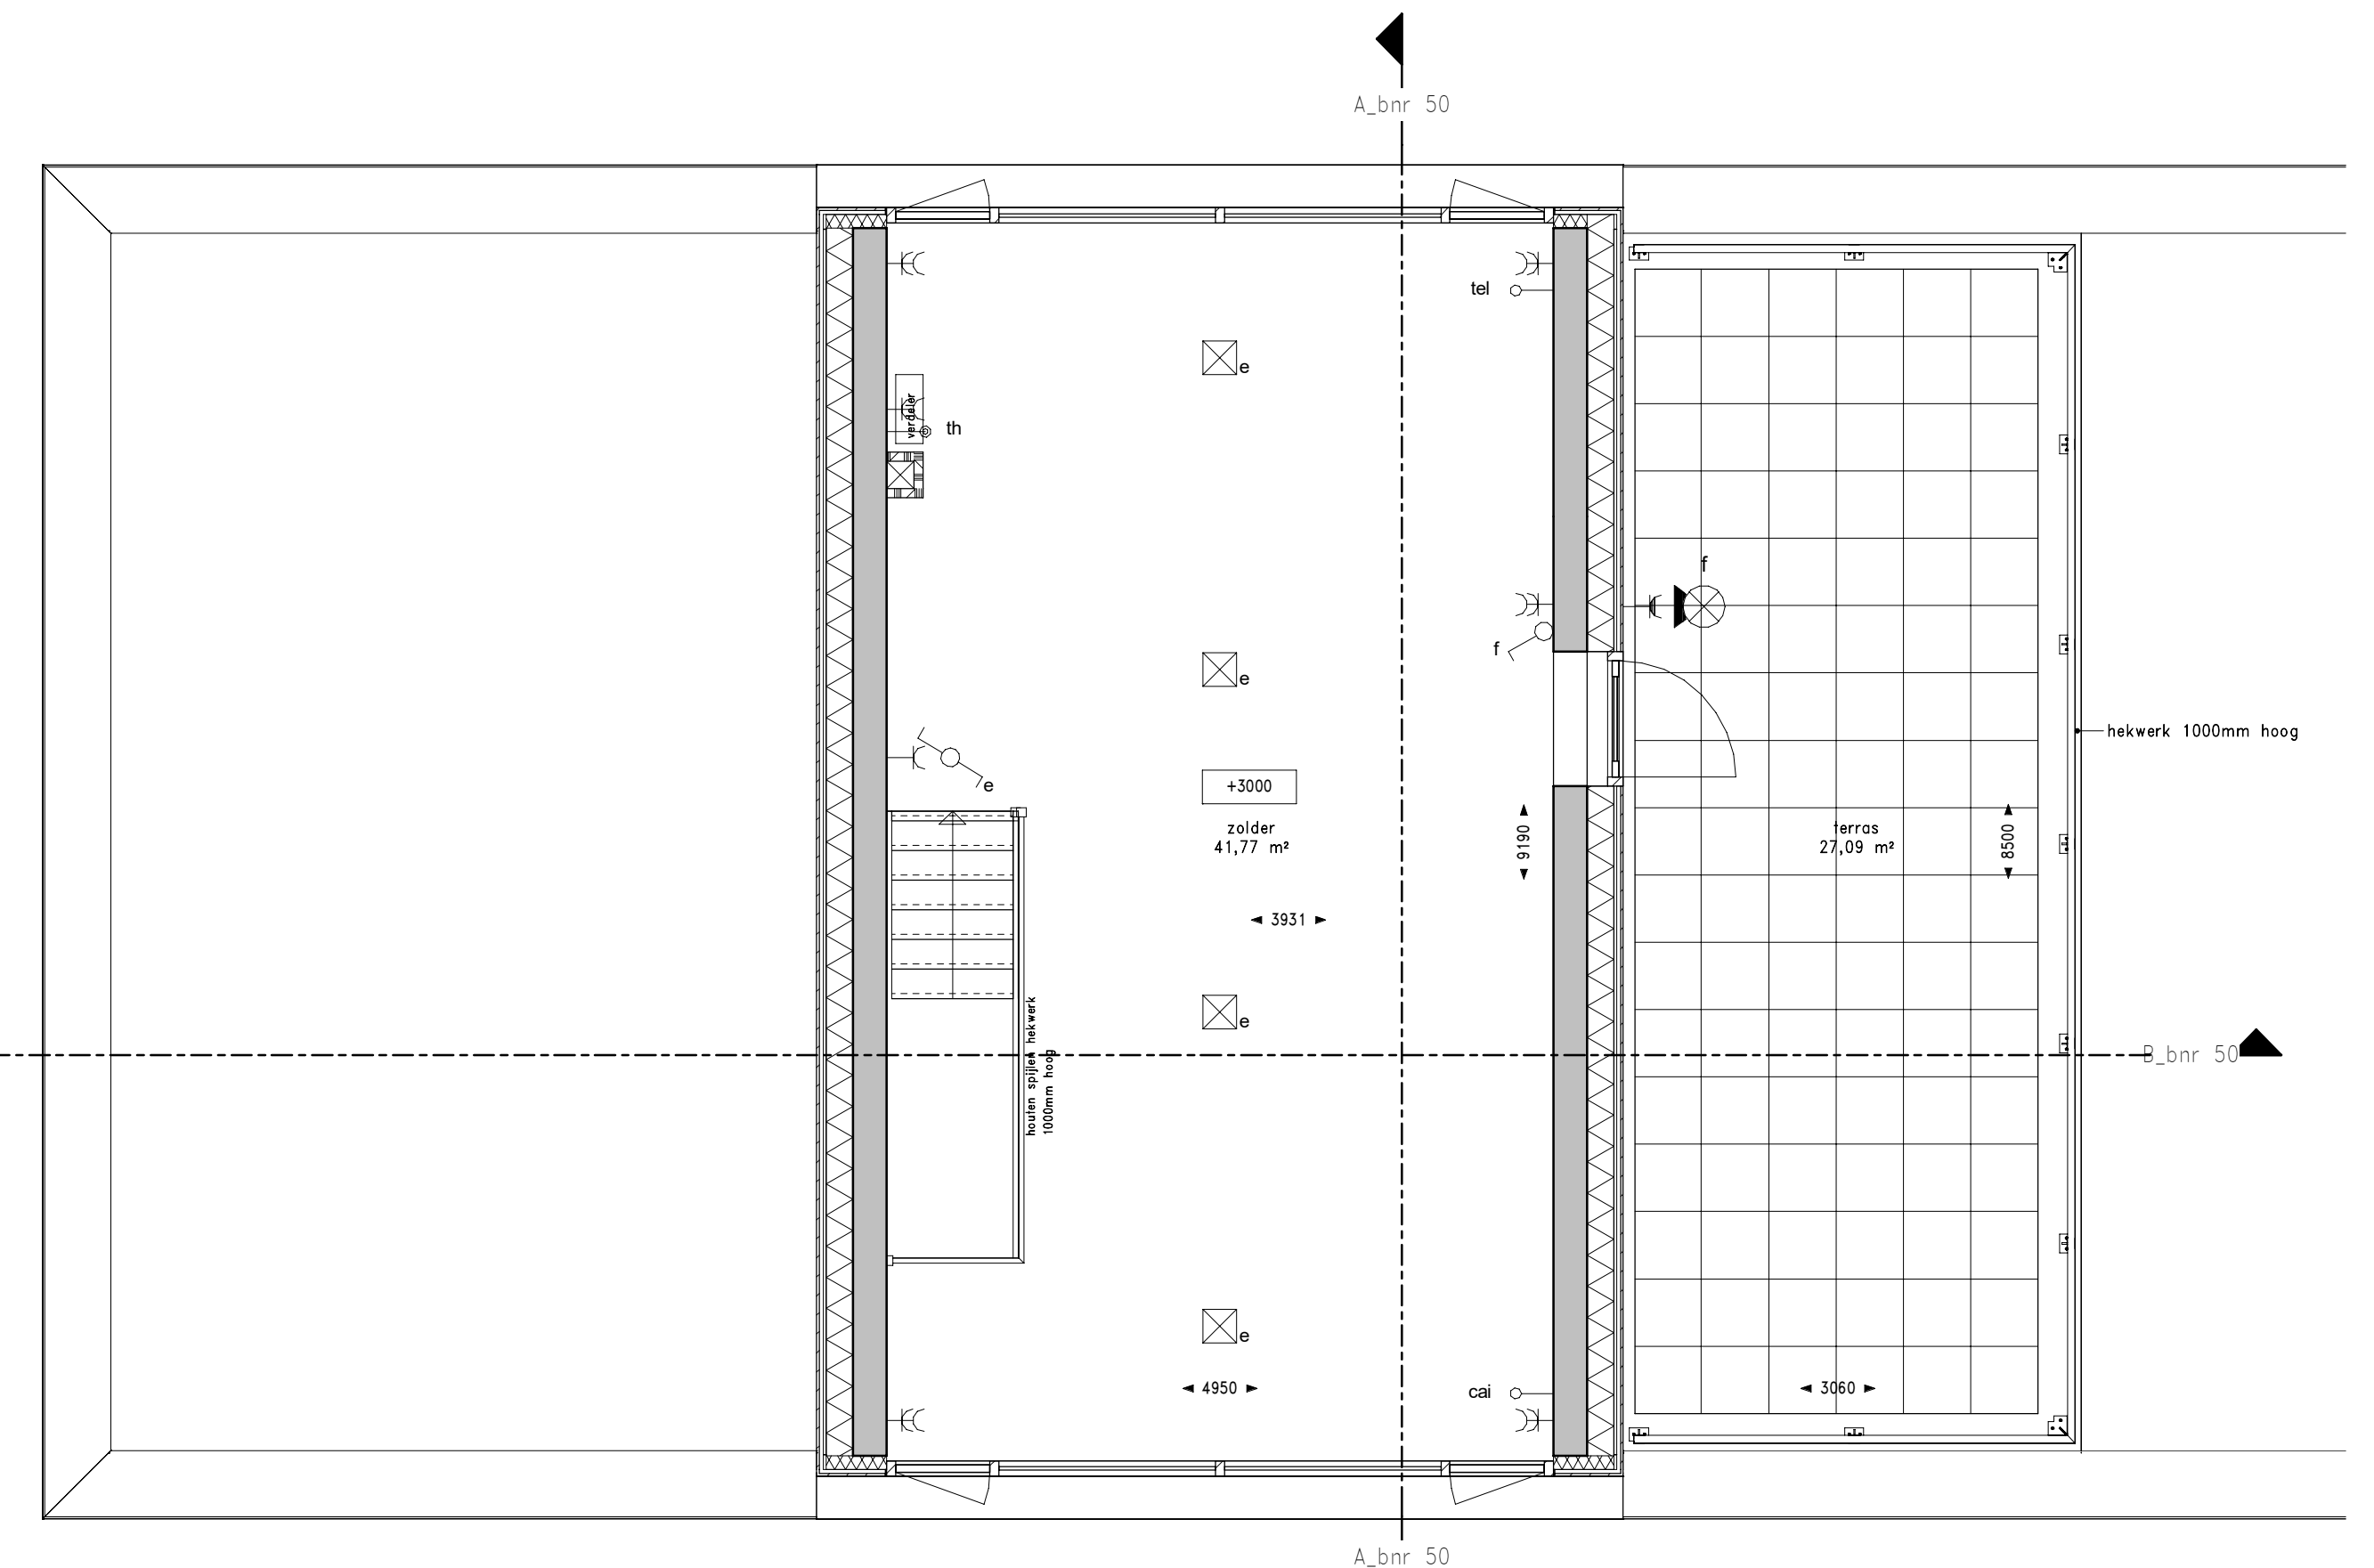 A_bnr 50
tel
e
verdeler
th
f
f
e
hekwerk 1000mm hoog
e
+3000
zolder
41,77 m²
9190
terras
27,09 m²
8500
3931
e
houten spijlen hekwerk
1000mm hoog
B_bnr 50
e
4950
cai
3060
A_bnr 50